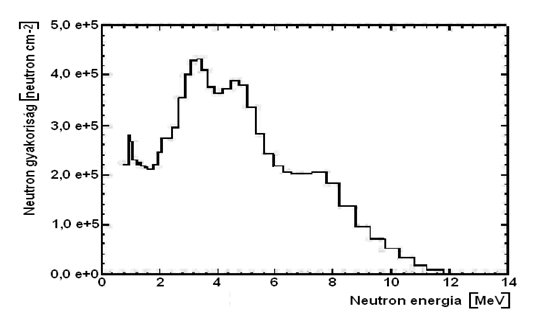 5,0 e+5
4,0 e+5
3,0 e+5
2,0 e+5
1,0 e+5
0,0 e+0
Neutron gyakoriság [neutron cm-2]
0 2 4 6 8 10 12 14
Neutron energia [MeV]